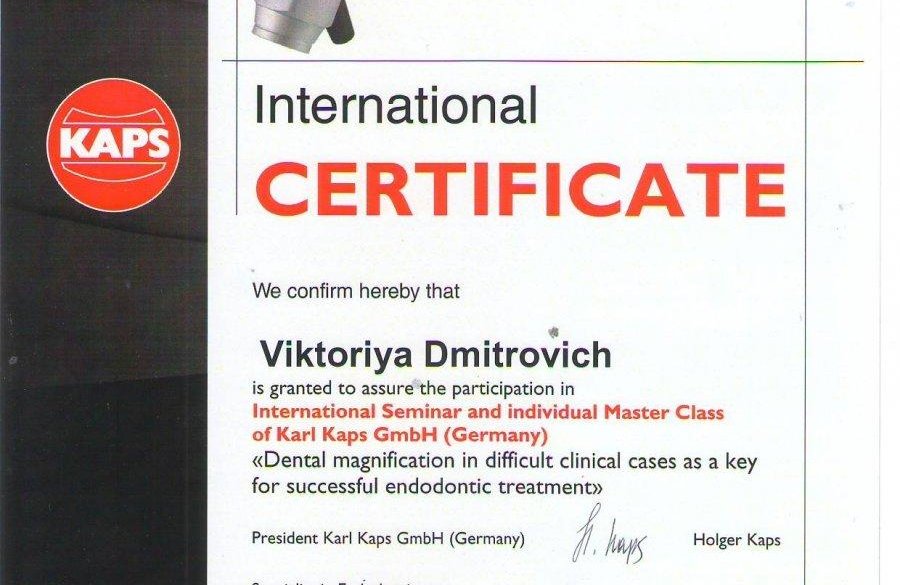 KAPS
International
CERTIFICATE
We confirm hereby that
Viktoriya Dmitrovich
is granted to assure the participation in
International Seminar and individual Master Class
of Karl Kaps GmbH (Germany)
«Dental magnification in difficult clinical cases as a key
for successful endodontic treatment»
President Karl Kaps GmbH (Germany) H. Kaps Holger Kaps